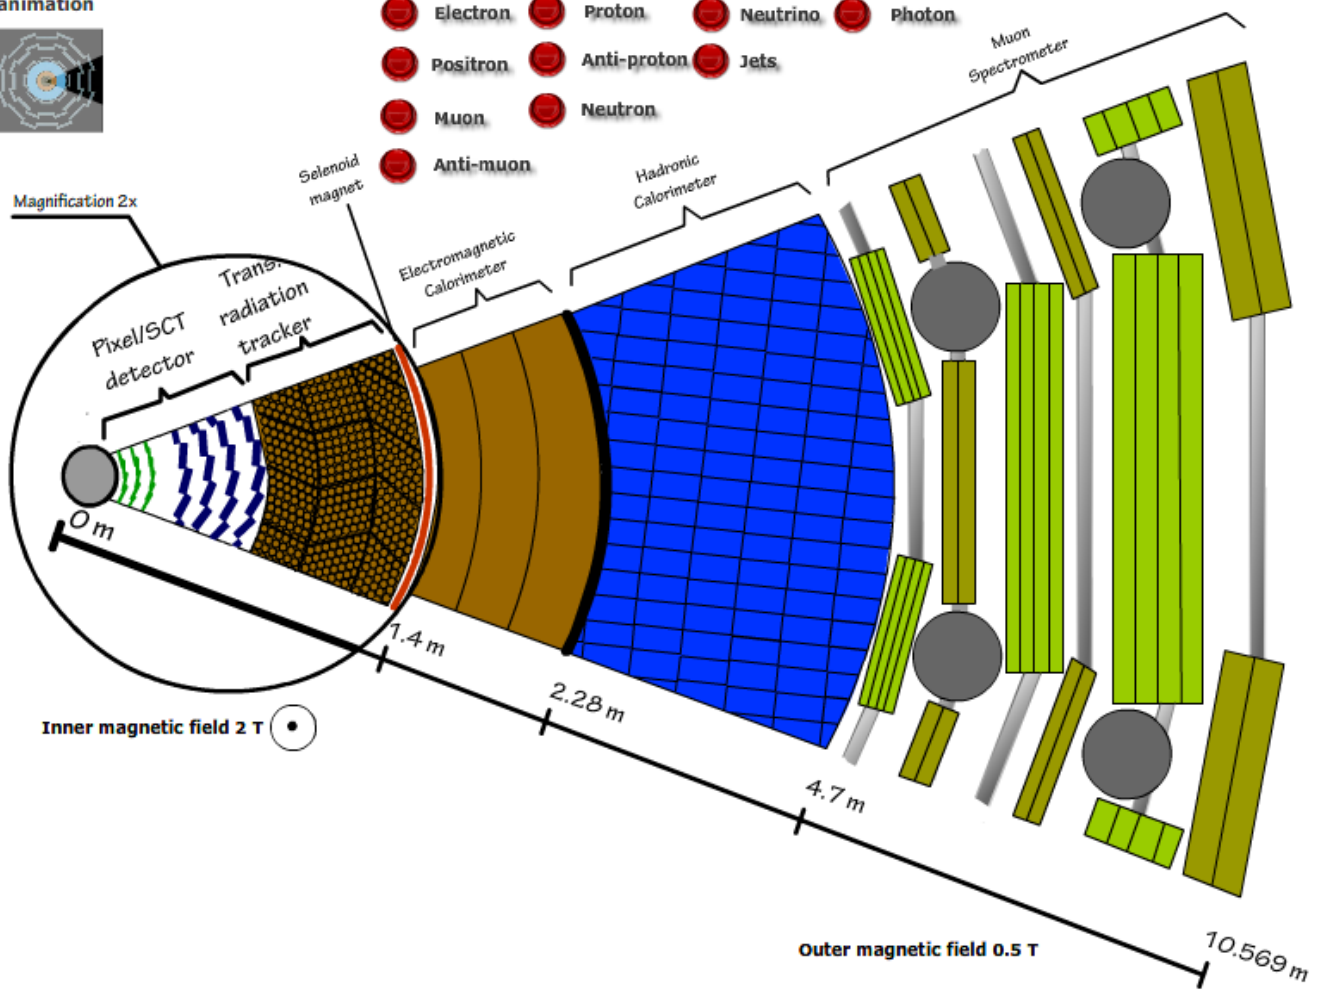 animation
Electron
Proton
Neutrino
Photon
Positron
Anti-proton
Jets
Muon
Neutron
Anti-muon
Muon
Spectrometer
Selenoid
magnet
Hadronic
Calorimeter
Magnification 2x
Electromagnetic
Calorimeter
Trans.
radiation
tracker
Pixel/SCT
detector
0 m
1.4 m
2.28 m
4.7 m
10.569 m
Inner magnetic field 2 T
Outer magnetic field 0.5 T